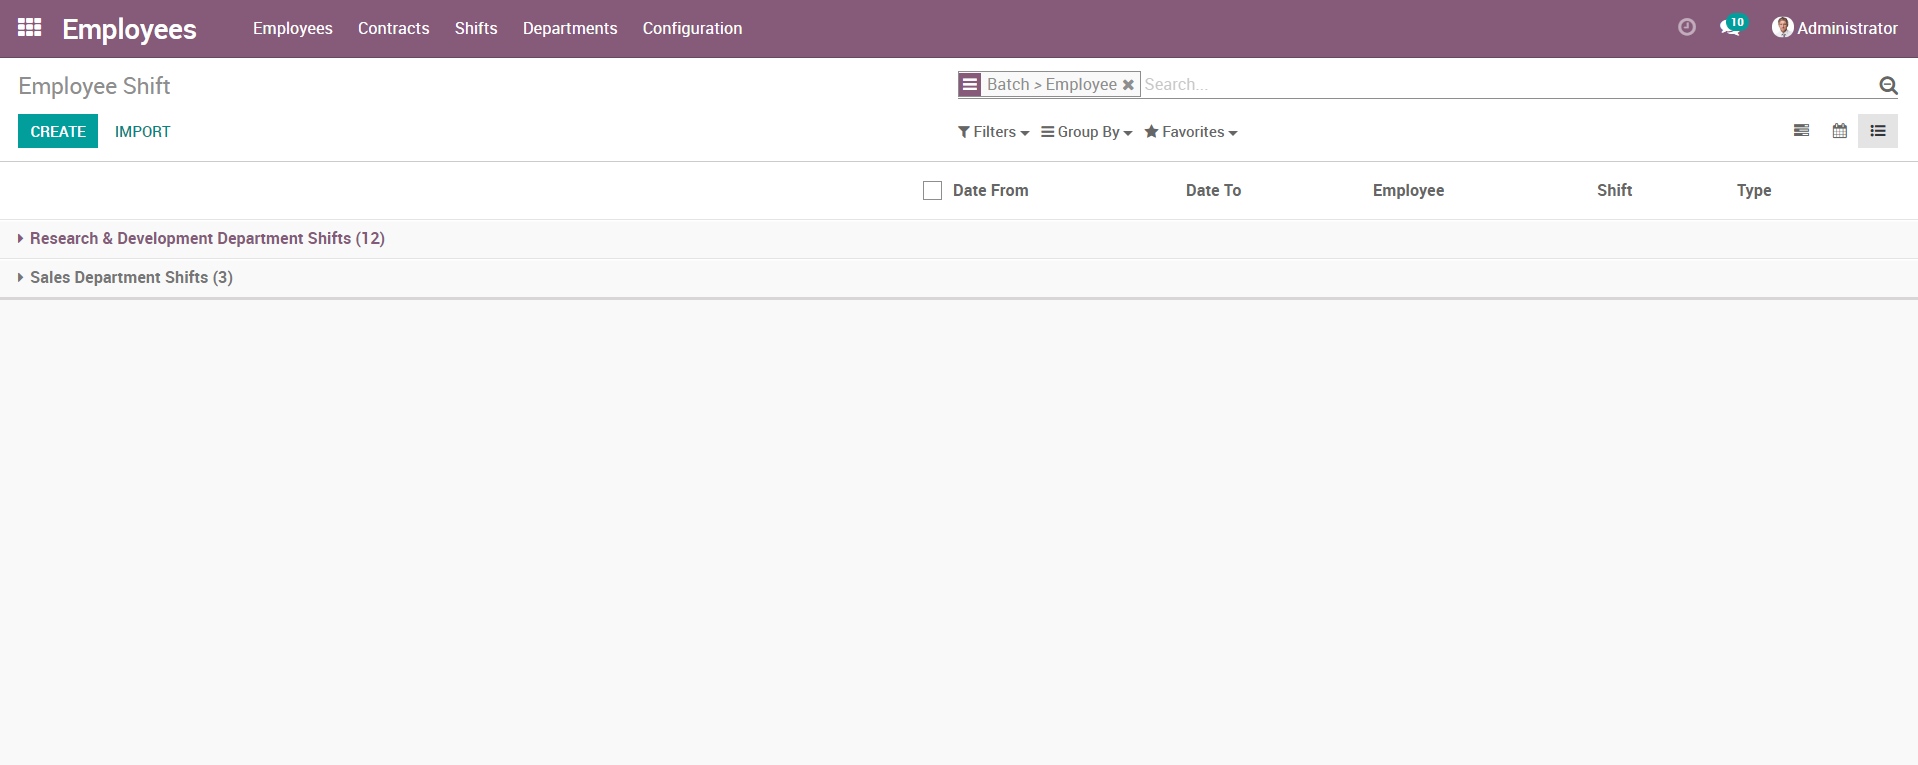 Employees Employees Contracts Shifts Departments Configuration 10 Administrator
Employee Shift Batch > Employee Search...
CREATE IMPORT Filters Group By Favorites
Date From Date To Employee Shift Type
Research & Development Department Shifts (12)
Sales Department Shifts (3)